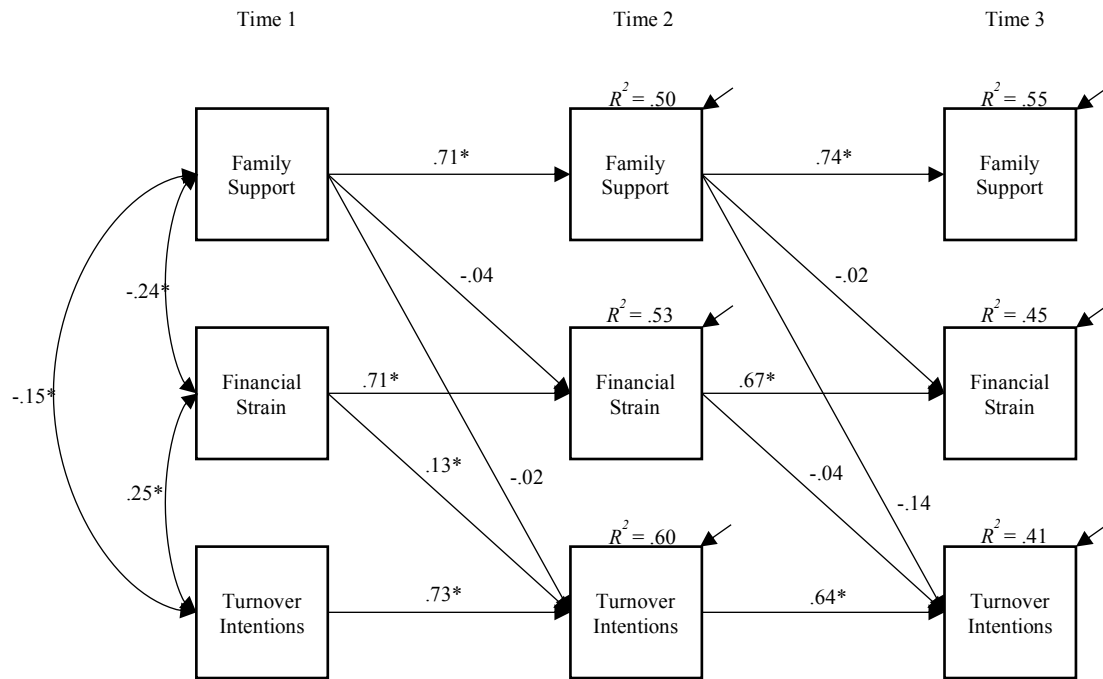 Time 1
Time 2
Time 3
R² = .50
R² = .55
Family
Support
.71*
Family
Support
.74*
Family
Support
-.24*
-.04
-.02
R² = .53
R² = .45
-.15*
Financial
Strain
.71*
Financial
Strain
.67*
Financial
Strain
.25*
.13*
-.02
-.04
-.14
R² = .60
R² = .41
Turnover
Intentions
.73*
Turnover
Intentions
.64*
Turnover
Intentions